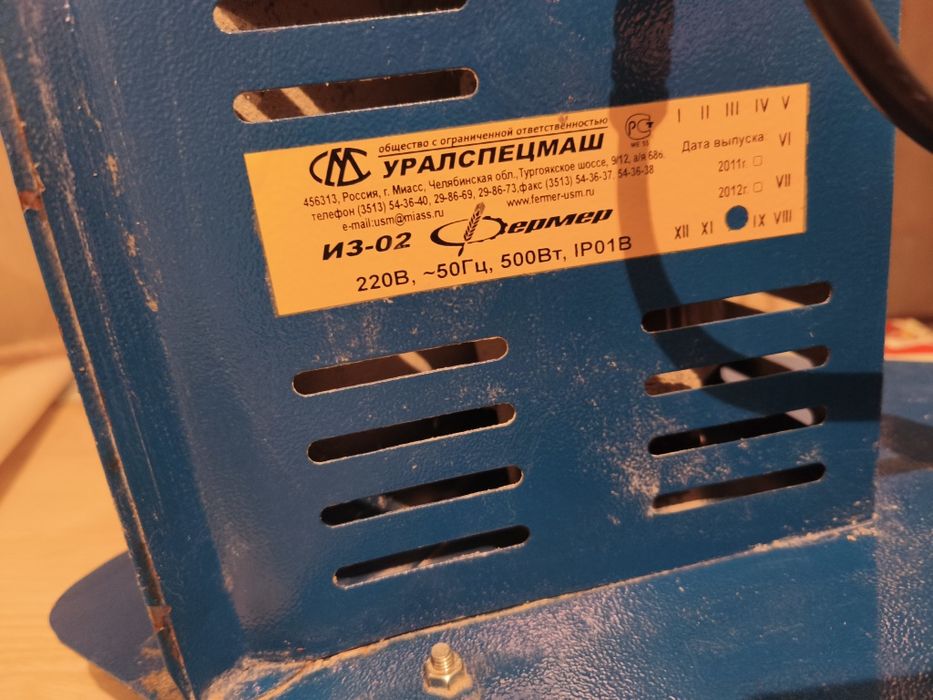 общество с ограниченной ответственностью
СМС УРАЛСПЕЦМАШ
456313, Россия, г. Миасс, Челябинская обл., Тургоякское шоссе, 9/12, а/я 686.
телефон (3513) 54-36-40, 29-86-69, 29-86-73, факс (3513) 54-36-37, 54-36-38
e-mail:usm@miass.ru www.fermer-usm.ru
ИЗ-02 Фермер
220В, ~50Гц, 500Вт, IP01В
РСТ
I II III IV V
Дата выпуска VI
2011г.
2012г. VII
XII XI IX VIII